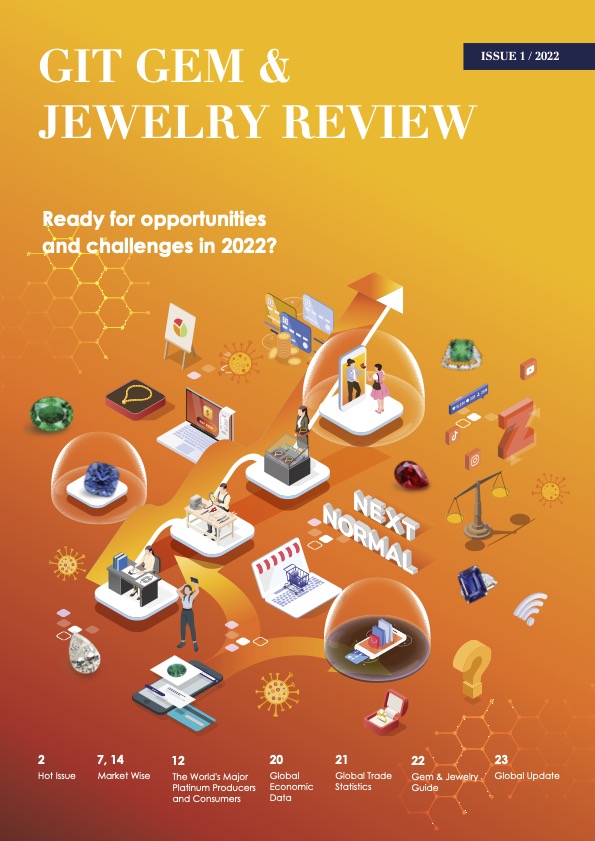 GIT GEM &
JEWELRY REVIEW
ISSUE 1 / 2022
Ready for opportunities
and challenges in 2022?
NEXT
NORMAL
Z
2
Hot Issue
7, 14
Market Wise
12
The World's Major
Platinum Producers
and Consumers
20
Global
Economic
Data
21
Global Trade
Statistics
22
Gem & Jewelry
Guide
23
Global Update